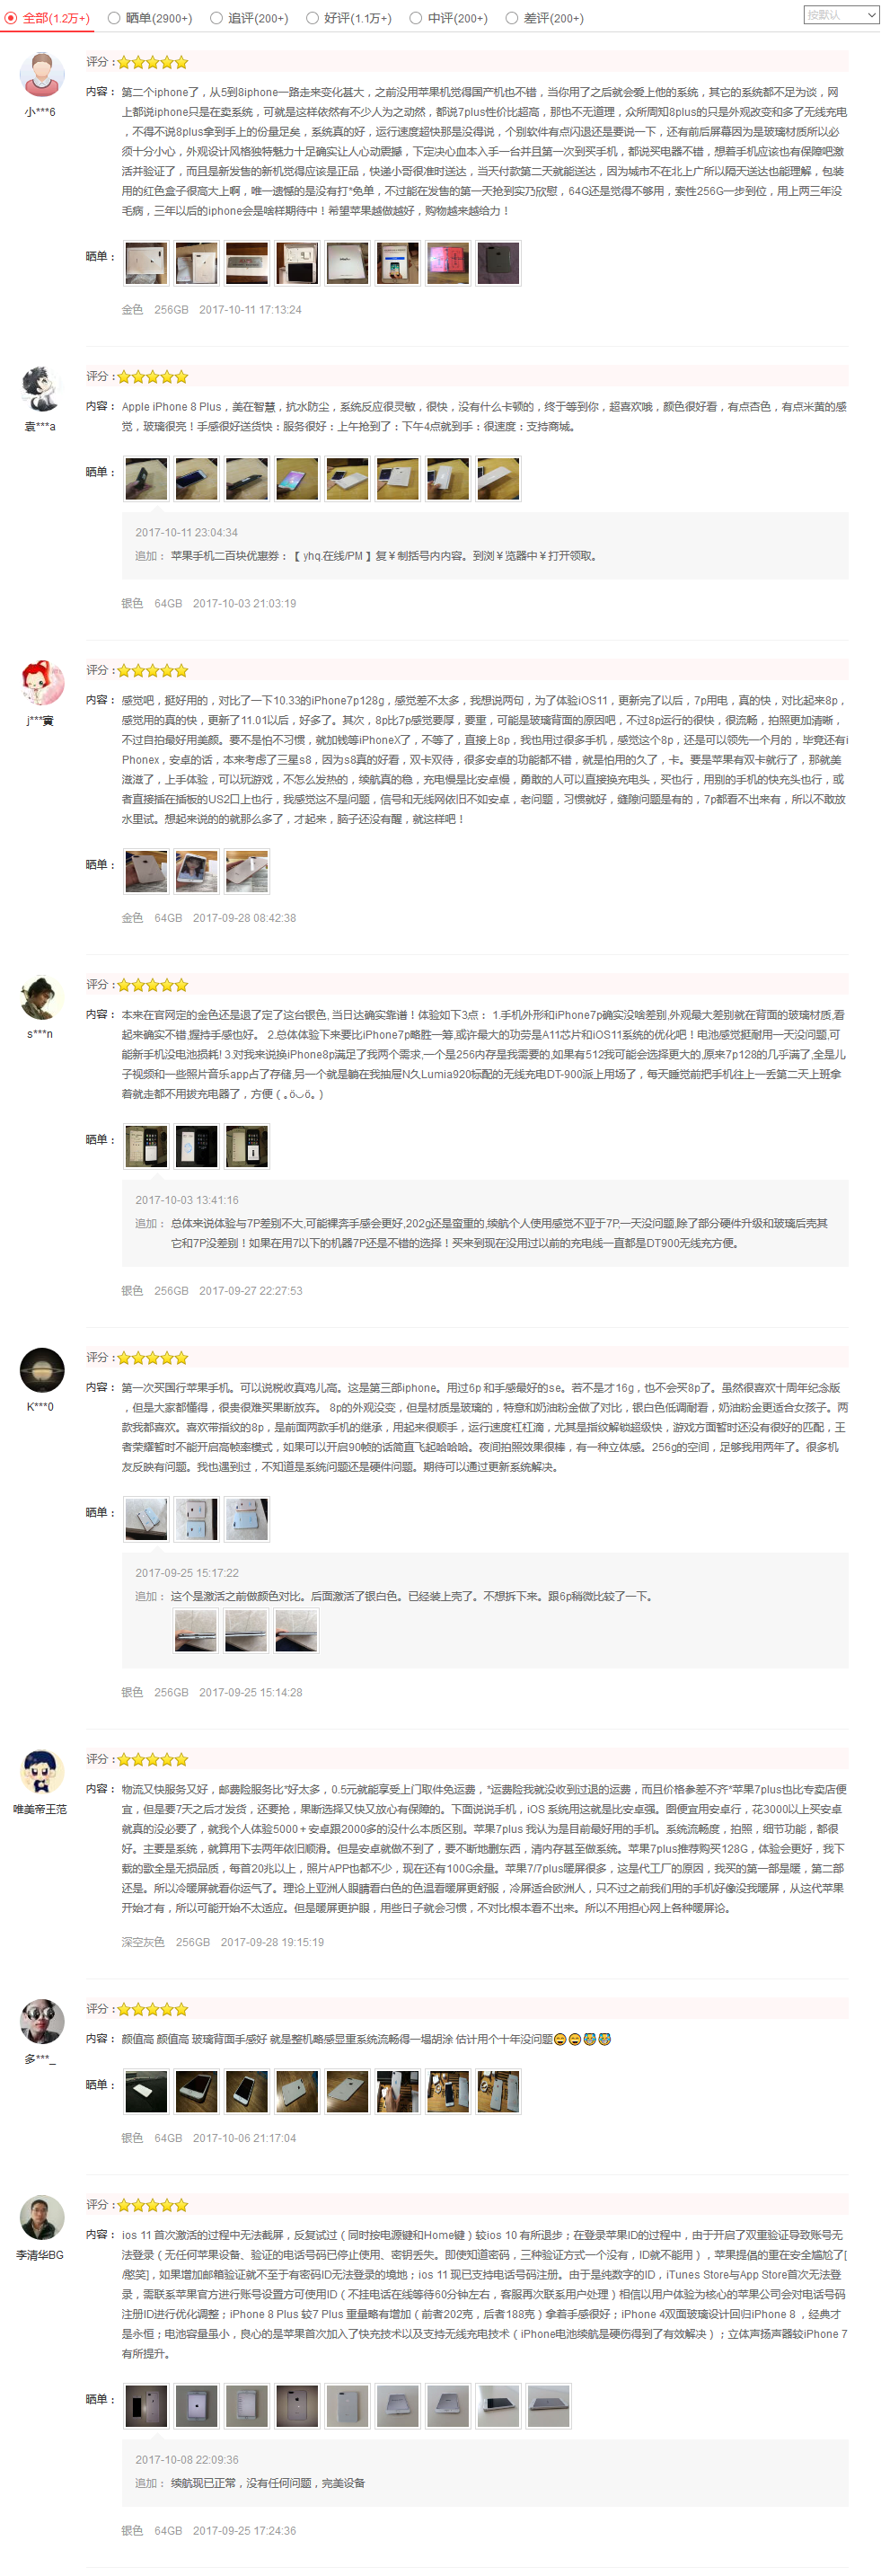 全部(1.2万+) 晒单(2900+) 追评(200+) 好评(1.1万+) 中评(200+) 差评(200+) 按默认
评分：
小***6
内容： 第二个iphone了，从5到8iphone一路走来变化甚大，之前没用苹果机觉得国产机也不错，当你用了之后就会爱上他的系统，其它的系统都不足为谈，网
上都说iphone只是在卖系统，可就是这样依然有不少人为之动然，都说7plus性价比超高，那也不无道理，众所周知8plus的只是外观改变和多了无线充电
，不得不说8plus拿到手上的份量足矣，系统真的好，运行速度超快那是没得说，个别软件有点闪退还是要说一下，还有前后屏幕因为是玻璃材质所以必
须十分小心，外观设计风格独特魅力十足确实让人心动震撼，下定决心血本入手一台并且第一次到买手机，都说买电器不错，想着手机应该也有保障吧激
活并验证了，而且是新发售的新机觉得应该是正品，快递小哥很准时送达，当天付款第二天就能送达，因为城市不在北上广所以隔天送达也能理解，包装
用的红色盒子很高大上啊，唯一遗憾的是没有打*免单，不过能在发售的第一天抢到实乃欣慰，64G还是觉得不够用，索性256G一步到位，用上两三年没
毛病，三年以后的iphone会是啥样期待中！希望苹果越做越好，购物越来越给力！
晒单：
金色 256GB 2017-10-11 17:13:24
评分：
袁***a
内容： Apple iPhone 8 Plus，美在智慧，抗水防尘，系统反应很灵敏，很快，没有什么卡顿的，终于等到你，超喜欢哦，颜色很好看，有点杏色，有点米黄的感
觉，玻璃很亮！手感很好送货快：服务很好：上午抢到了：下午4点就到手：很速度：支持商城。
晒单：
2017-10-11 23:04:34
追加： 苹果手机二百块优惠券：【 yhq.在线/PM 】复￥制括号内内容。到浏￥览器中￥打开领取。
银色 64GB 2017-10-03 21:03:19
评分：
j***寶
内容： 感觉吧，挺好用的，对比了一下10.33的iPhone7p128g，感觉差不太多，我想说两句，为了体验iOS11，更新完了以后，7p用电，真的快，对比起来8p，
感觉用的真的快，更新了11.01以后，好多了。其次，8p比7p感觉要厚，要重，可能是玻璃背面的原因吧，不过8p运行的很快，很流畅，拍照更加清晰，
不过自拍最好用美颜。要不是怕不习惯，就加钱等iPhoneX了，不等了，直接上8p，我也用过很多手机，感觉这个8p，还是可以领先一个月的，毕竟还有i
Phonex，安卓的话，本来考虑了三星s8，因为s8真的好看，双卡双待，很多安卓的功能都不错，就是怕用的久了，卡。要是苹果有双卡就行了，那就美
滋滋了，上手体验，可以玩游戏，不怎么发热的，续航真的稳，充电慢是比安卓慢，勇敢的人可以直接换充电头，买也行，用别的手机的快充头也行，或
者直接插在插板的US2口上也行，我感觉这不是问题，信号和无线网依旧不如安卓，老问题，习惯就好，缝隙问题是有的，7p都看不出来有，所以不敢放
水里试。想起来说的的就那么多了，才起来，脑子还没有醒，就这样吧！
晒单：
金色 64GB 2017-09-28 08:42:38
评分：
s***n
内容： 本来在官网定的金色还是退了定了这台银色, 当日达确实靠谱！体验如下3点： 1.手机外形和iPhone7p确实没啥差别,外观最大差别就在背面的玻璃材质,看
起来确实不错,握持手感也好。 2.总体体验下来要比iPhone7p略胜一筹,或许最大的功劳是A11芯片和iOS11系统的优化吧！电池感觉挺耐用一天没问题,可
能新手机没电池损耗! 3.对我来说换iPhone8p满足了我两个需求,一个是256内存是我需要的,如果有512我可能会选择更大的,原来7p128的几乎满了,全是儿
子视频和一些照片音乐app占了存储,另一个就是躺在我抽屉N久Lumia920标配的无线充电DT-900派上用场了，每天睡觉前把手机往上一丢第二天上班拿
着就走都不用拔充电器了，方便 ( ｡ö◡ö｡ )
晒单：
2017-10-03 13:41:16
追加： 总体来说体验与7P差别不大,可能裸奔手感会更好,202g还是蛮重的,续航个人使用感觉不亚于7P,一天没问题,除了部分硬件升级和玻璃后壳其
它和7P没差别！如果在用7以下的机器7P还是不错的选择！买来到现在没用过以前的充电线一直都是DT900无线充方便。
银色 256GB 2017-09-27 22:27:53
评分：
K***0
内容： 第一次买国行苹果手机。可以说税收真鸡儿高。这是第三部iphone。用过6p 和手感最好的se。若不是才16g，也不会买8p了。虽然很喜欢十周年纪念版
，但是大家都懂得，很贵很难买果断放弃。 8p的外观没变，但是材质是玻璃的，特意和奶油粉金做了对比，银白色低调耐看，奶油粉金更适合女孩子。两
款我都喜欢。喜欢带指纹的8p，是前面两款手机的继承，用起来很顺手，运行速度杠杠滴，尤其是指纹解锁超级快，游戏方面暂时还没有很好的匹配，王
者荣耀暂时不能开启高帧率模式，如果可以开启90帧的话简直飞起哈哈哈。夜间拍照效果很棒，有一种立体感。256g的空间，足够我用两年了。很多机
友反映有问题。我也遇到过，不知道是系统问题还是硬件问题。期待可以通过更新系统解决。
晒单：
2017-09-25 15:17:22
追加： 这个是激活之前做颜色对比。后面激活了银白色。已经装上壳了。不想拆下来。跟6p稍微比较了一下。
银色 256GB 2017-09-25 15:14:28
评分：
唯美帝王范
内容： 物流又快服务又好，邮费险服务比*好太多，0.5元就能享受上门取件免运费，*运费险我就没收到过退的运费，而且价格参差不齐*苹果7plus也比专卖店便
宜，但是要7天之后才发货，还要抢，果断选择又快又放心有保障的。下面说说手机，iOS 系统用这就是比安卓强。图便宜用安卓行，花3000以上买安卓
就真的没必要了，就我个人体验5000＋安卓跟2000多的没什么本质区别。苹果7plus 我认为是目前最好用的手机。系统流畅度，拍照，细节功能，都很
好。主要是系统，就算用下去两年依旧顺滑。但是安卓就做不到了，要不断地删东西，清内存甚至做系统。苹果7plus推荐购买128G，体验会更好，我下
载的歌全是无损品质，每首20兆以上，照片APP也都不少，现在还有100G余量。苹果7/7plus暖屏很多，这是代工厂的原因，我买的第一部是暖，第二部
还是。所以冷暖屏就看你运气了。理论上亚洲人眼睛看白色的色温看暖屏更舒服，冷屏适合欧洲人，只不过之前我们用的手机好像没我暖屏，从这代苹果
开始才有，所以可能开始不太适应。但是暖屏更护眼，用些日子就会习惯，不对比根本看不出来。所以不用担心网上各种暖屏论。
深空灰色 256GB 2017-09-28 19:15:19
评分：
多***_
内容： 颜值高 颜值高 玻璃背面手感好 就是整机略感显重系统流畅得一塌胡涂 估计用个十年没问题😄😄😇😇
晒单：
银色 64GB 2017-10-06 21:17:04
评分：
李清华BG
内容： ios 11 首次激活的过程中无法截屏，反复试过（同时按电源键和Home键）较ios 10 有所退步；在登录苹果ID的过程中，由于开启了双重验证导致账号无
法登录（无任何苹果设备、验证的电话号码已停止使用、密钥丢失。即使知道密码，三种验证方式一个没有，ID就不能用），苹果提倡的重在安全尴尬了[
/憨笑]，如果增加邮箱验证就不至于有密码ID无法登录的境地；ios 11 现已支持电话号码注册。由于是纯数字的ID，iTunes Store与App Store首次无法登
录，需联系苹果官方进行账号设置方可使用ID（不挂电话在线等待60分钟左右，客服再次联系用户处理）相信以用户体验为核心的苹果公司会对电话号码
注册ID进行优化调整；iPhone 8 Plus 较7 Plus 重量略有增加（前者202克，后者188克）拿着手感很好；iPhone 4双面玻璃设计回归iPhone 8 ，经典才
是永恒；电池容量虽小，良心的是苹果首次加入了快充技术以及支持无线充电技术（iPhone电池续航是硬伤得到了有效解决）；立体声扬声器较iPhone 7
有所提升。
晒单：
2017-10-08 22:09:36
追加： 续航现已正常，没有任何问题，完美设备
银色 64GB 2017-09-25 17:24:36